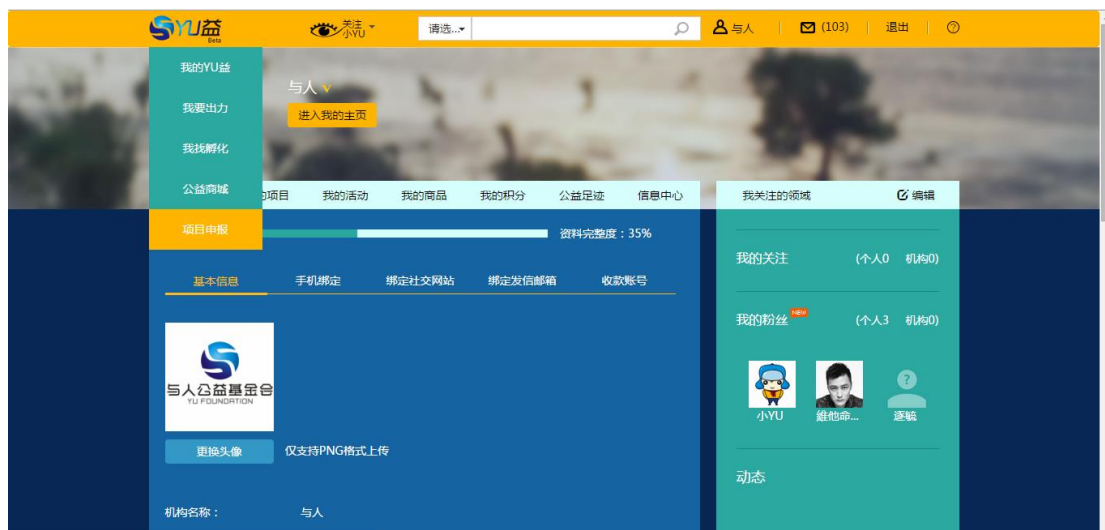 YU益
Beta
关注
小YU
请选...
与人
(103)
退出
我的YU益
我要出力
我找孵化
公益商城
项目申报
与人 V
进入我的主页
项目
我的活动
我的商品
我的积分
公益足迹
信息中心
我关注的领域
编辑
资料完整度：35%
基本信息
手机绑定
绑定社交网站
绑定发信邮箱
收款账号
与人公益基金会
YU FOUNDATION
更换头像
仅支持PNG格式上传
机构名称：
与人
我的关注
(个人0 机构0)
我的粉丝 NEW
(个人3 机构0)
小YU
維他命...
逐毓
动态